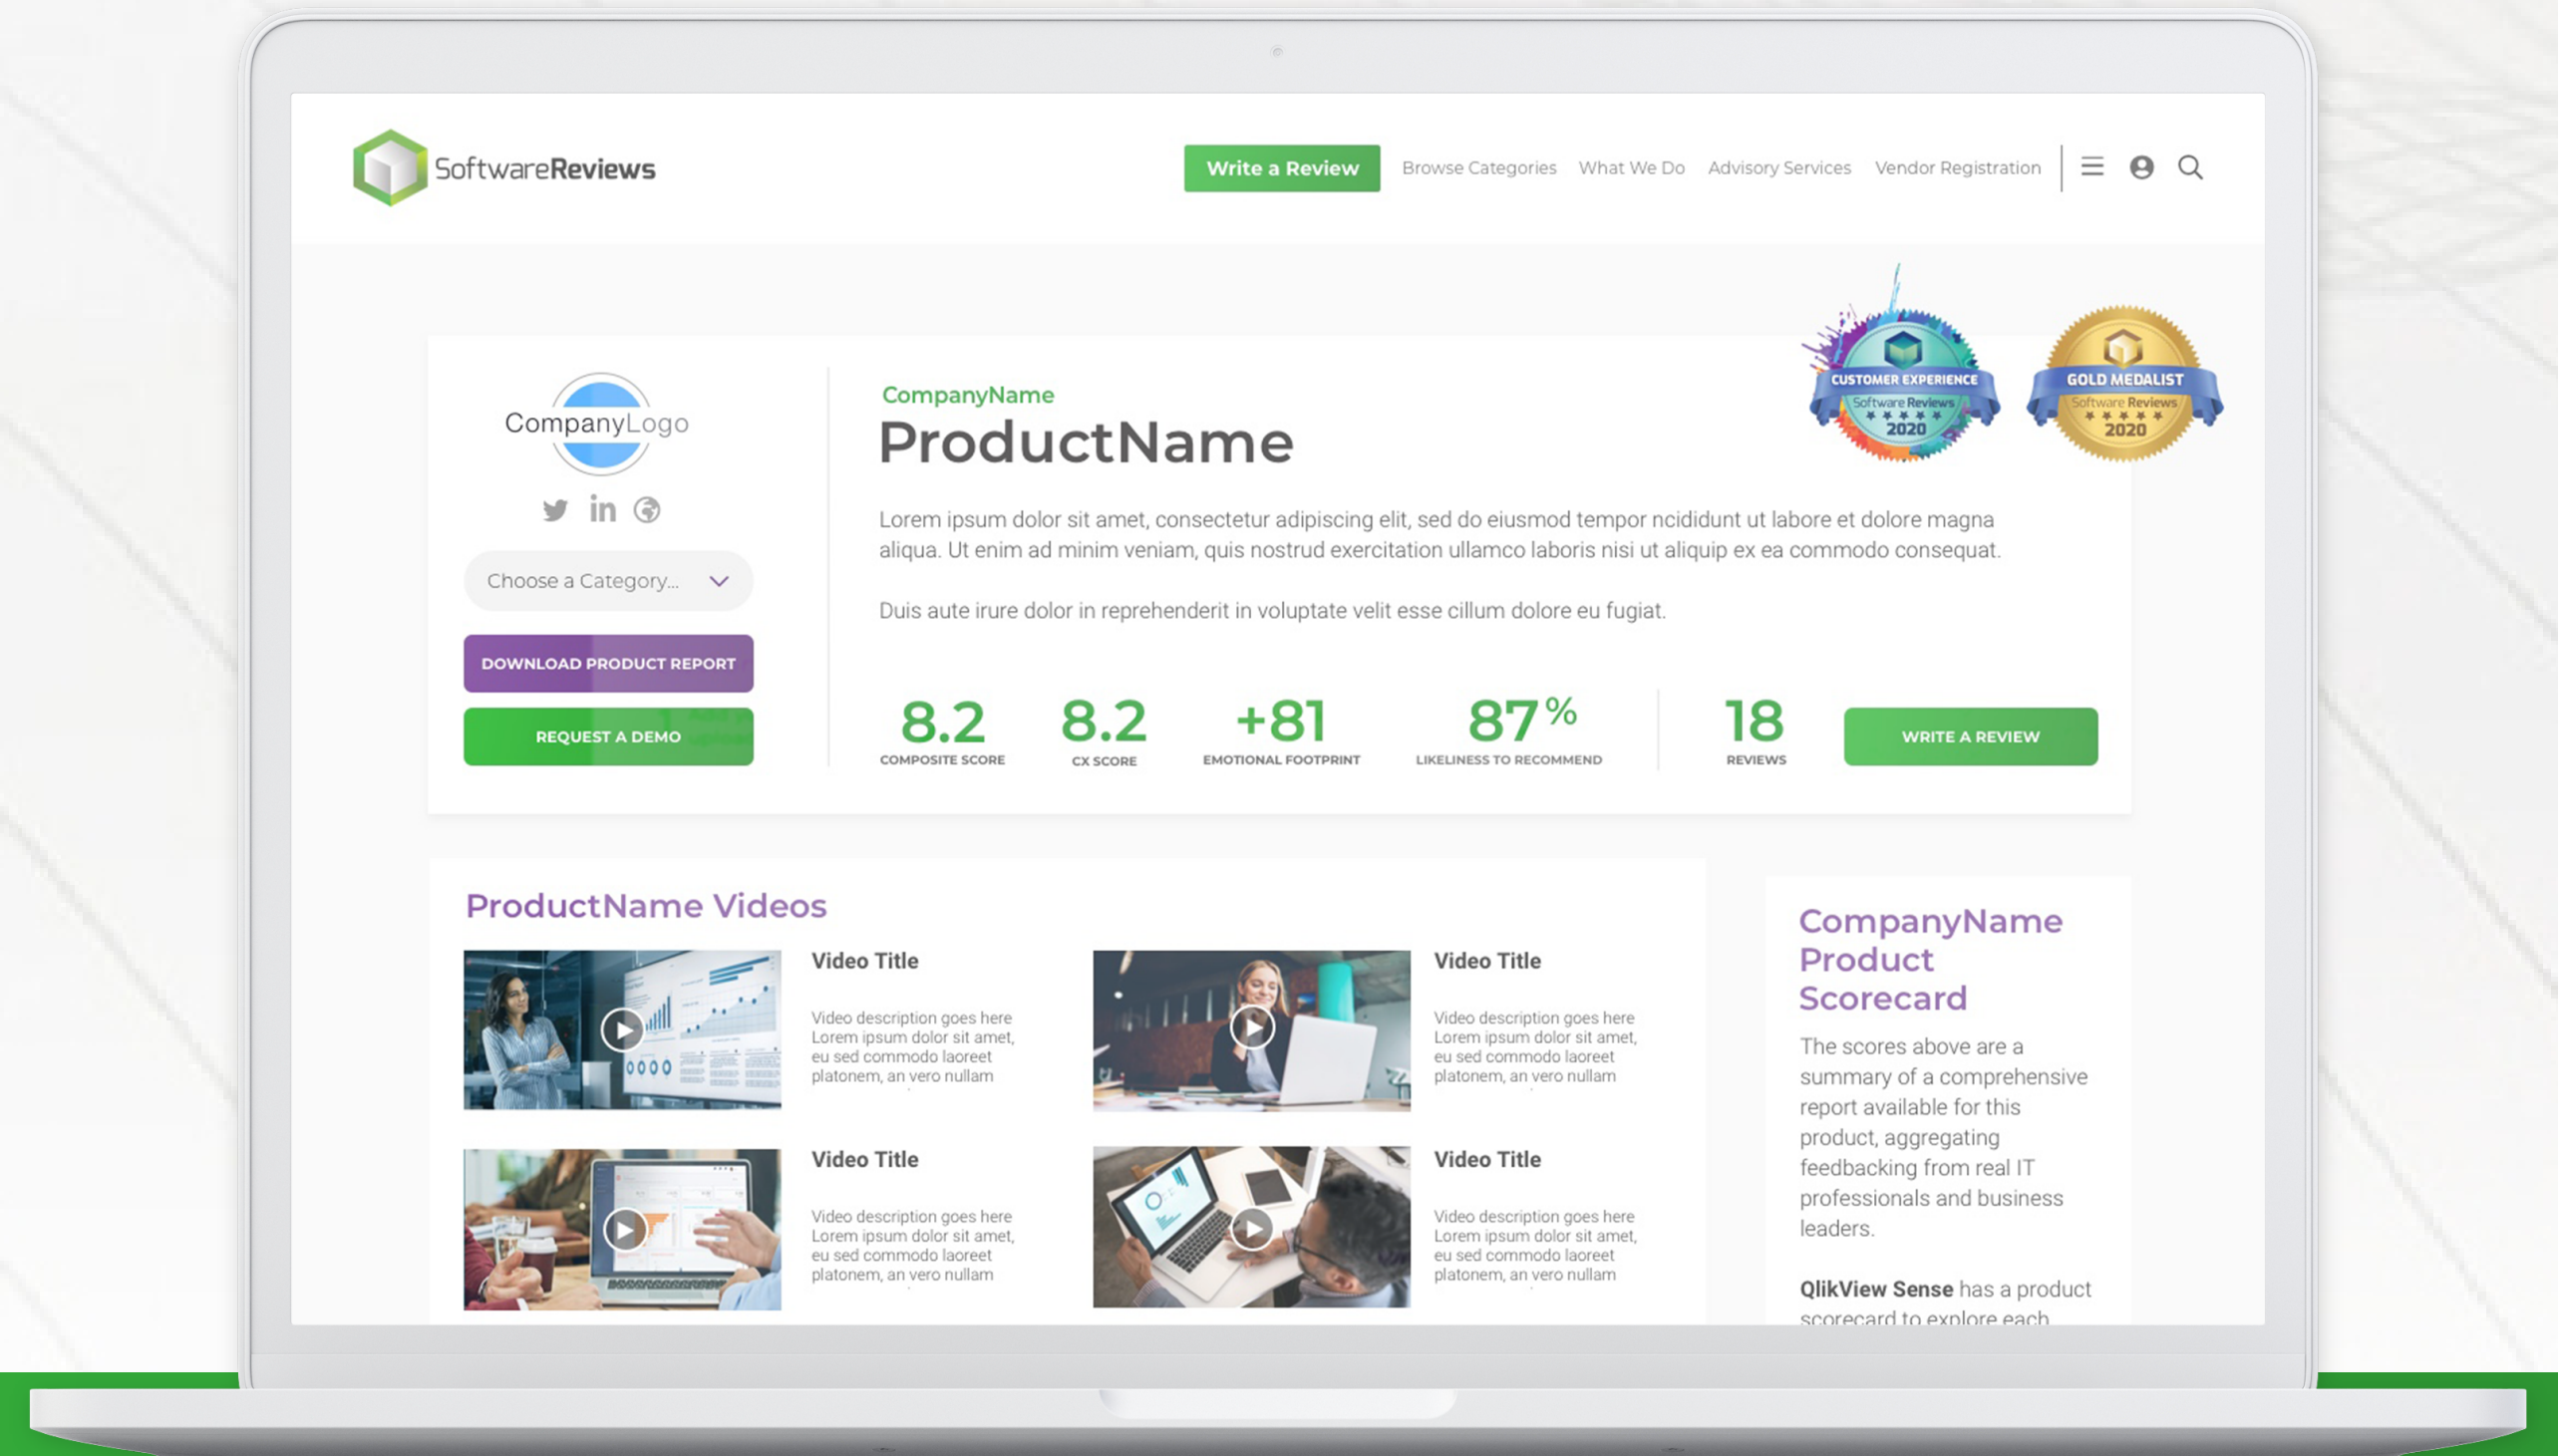 SoftwareReviews
Write a Review
Browse Categories
What We Do
Advisory Services
Vendor Registration
CUSTOMER EXPERIENCE
Software Reviews
2020
GOLD MEDALIST
Software Reviews
2020
CompanyLogo
in
Choose a Category...
DOWNLOAD PRODUCT REPORT
REQUEST A DEMO
CompanyName
ProductName
Lorem ipsum dolor sit amet, consectetur adipiscing elit, sed do eiusmod tempor ncididunt ut labore et dolore magna
aliqua. Ut enim ad minim veniam, quis nostrud exercitation ullamco laboris nisi ut aliquip ex ea commodo consequat.
Duis aute irure dolor in reprehenderit in voluptate velit esse cillum dolore eu fugiat.
8.2
COMPOSITE SCORE
8.2
CX SCORE
+81
EMOTIONAL FOOTPRINT
87%
LIKELINESS TO RECOMMEND
18
REVIEWS
WRITE A REVIEW
ProductName Videos
Video Title
Video description goes here
Lorem ipsum dolor sit amet,
eu sed commodo laoreet
platonem, an vero nullam
Video Title
Video description goes here
Lorem ipsum dolor sit amet,
eu sed commodo laoreet
platonem, an vero nullam
Video Title
Video description goes here
Lorem ipsum dolor sit amet,
eu sed commodo laoreet
platonem, an vero nullam
Video Title
Video description goes here
Lorem ipsum dolor sit amet,
eu sed commodo laoreet
platonem, an vero nullam
CompanyName
Product
Scorecard
The scores above are a
summary of a comprehensive
report available for this
product, aggregating
feedbacking from real IT
professionals and business
leaders.
QlikView Sense has a product
scorecard to explore each